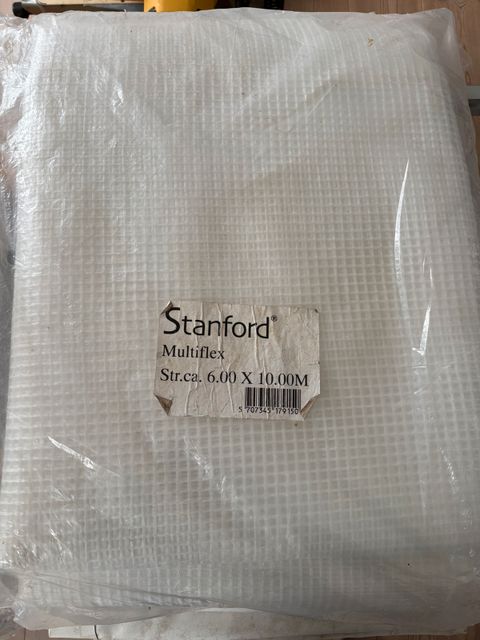 Stanford®
Multiflex
Str.ca. 6.00 X 10.00M
5 707345 179150